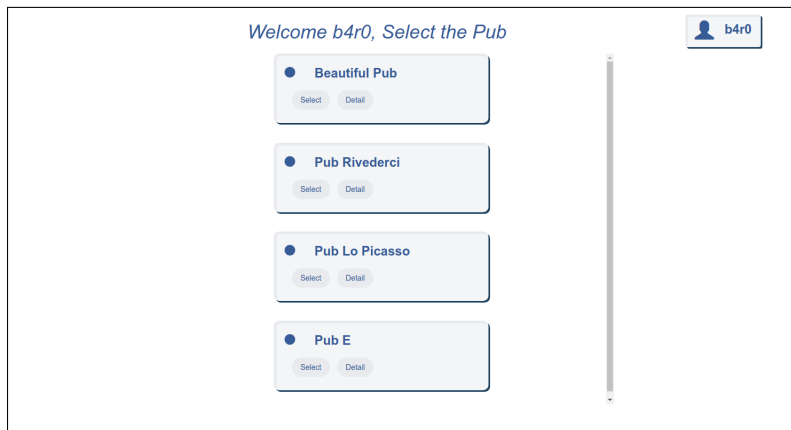 Welcome b4r0, Select the Pub
b4r0
Beautiful Pub
Select Detail
Pub Rivederci
Select Detail
Pub Lo Picasso
Select Detail
Pub E
Select Detail